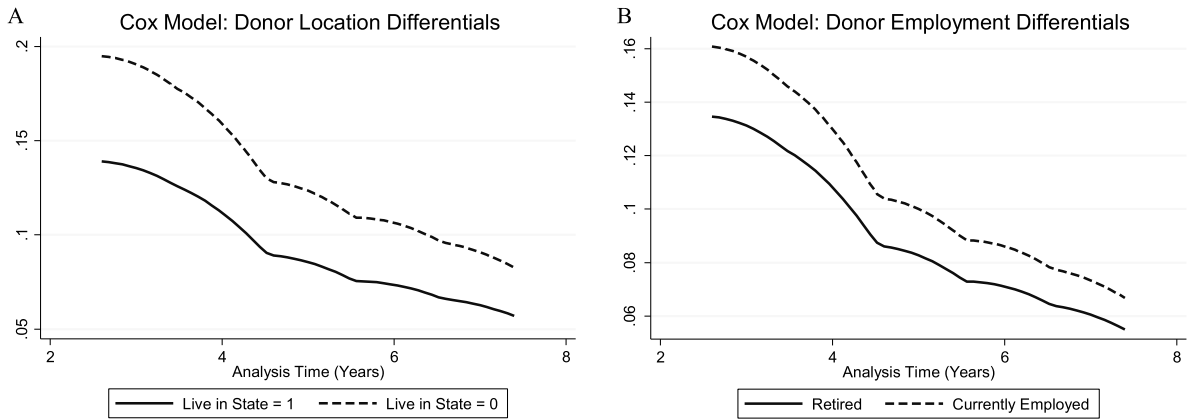 A
Cox Model: Donor Location Differentials
.2
.15
.1
.05
2 4 6 8
Analysis Time (Years)
Live in State = 1 Live in State = 0
B
Cox Model: Donor Employment Differentials
.16
.14
.12
.1
.08
.06
2 4 6 8
Analysis Time (Years)
Retired Currently Employed